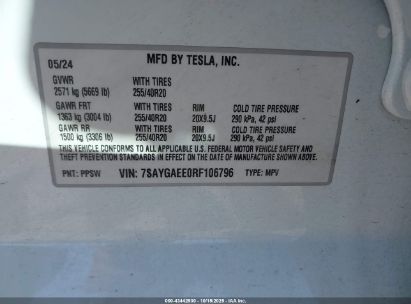 05/24 MFD BY TESLA, INC.
GVWR WITH TIRES
2571 kg (5669 lb) 255/40R20
GAWR FRT WITH TIRES RIM COLD TIRE PRESSURE
1363 kg (3004 lb) 255/40R20 20X9.5J 290 kPa, 42 psi
GAWR RR WITH TIRES RIM COLD TIRE PRESSURE
1500 kg (3306 lb) 255/40R20 20X9.5J 290 kPa, 42 psi
THIS VEHICLE CONFORMS TO ALL APPLICABLE U.S. FEDERAL MOTOR VEHICLE SAFETY AND
THEFT PREVENTION STANDARDS IN EFFECT ON THE DATE OF MANUFACTURE SHOWN ABOVE.
PNT: PPSW VIN: 7SAYGAEE0RF106796 TYPE: MPV